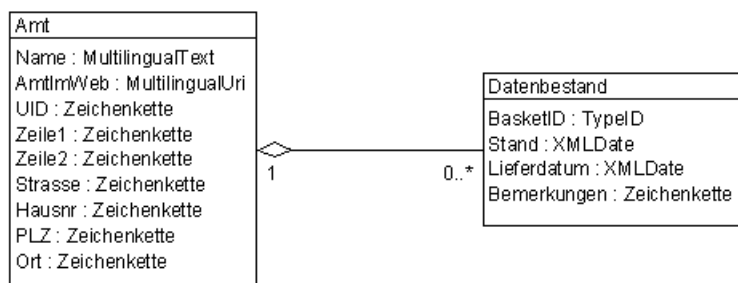 Amt
Name : MultilingualText
AmtImWeb : MultilingualUri
UID : Zeichenkette
Zeile1 : Zeichenkette
Zeile2 : Zeichenkette
Strasse : Zeichenkette
Hausnr : Zeichenkette
PLZ : Zeichenkette
Ort : Zeichenkette
1
0..*
Datenbestand
BasketID : TypeID
Stand : XMLDate
Lieferdatum : XMLDate
Bemerkungen : Zeichenkette